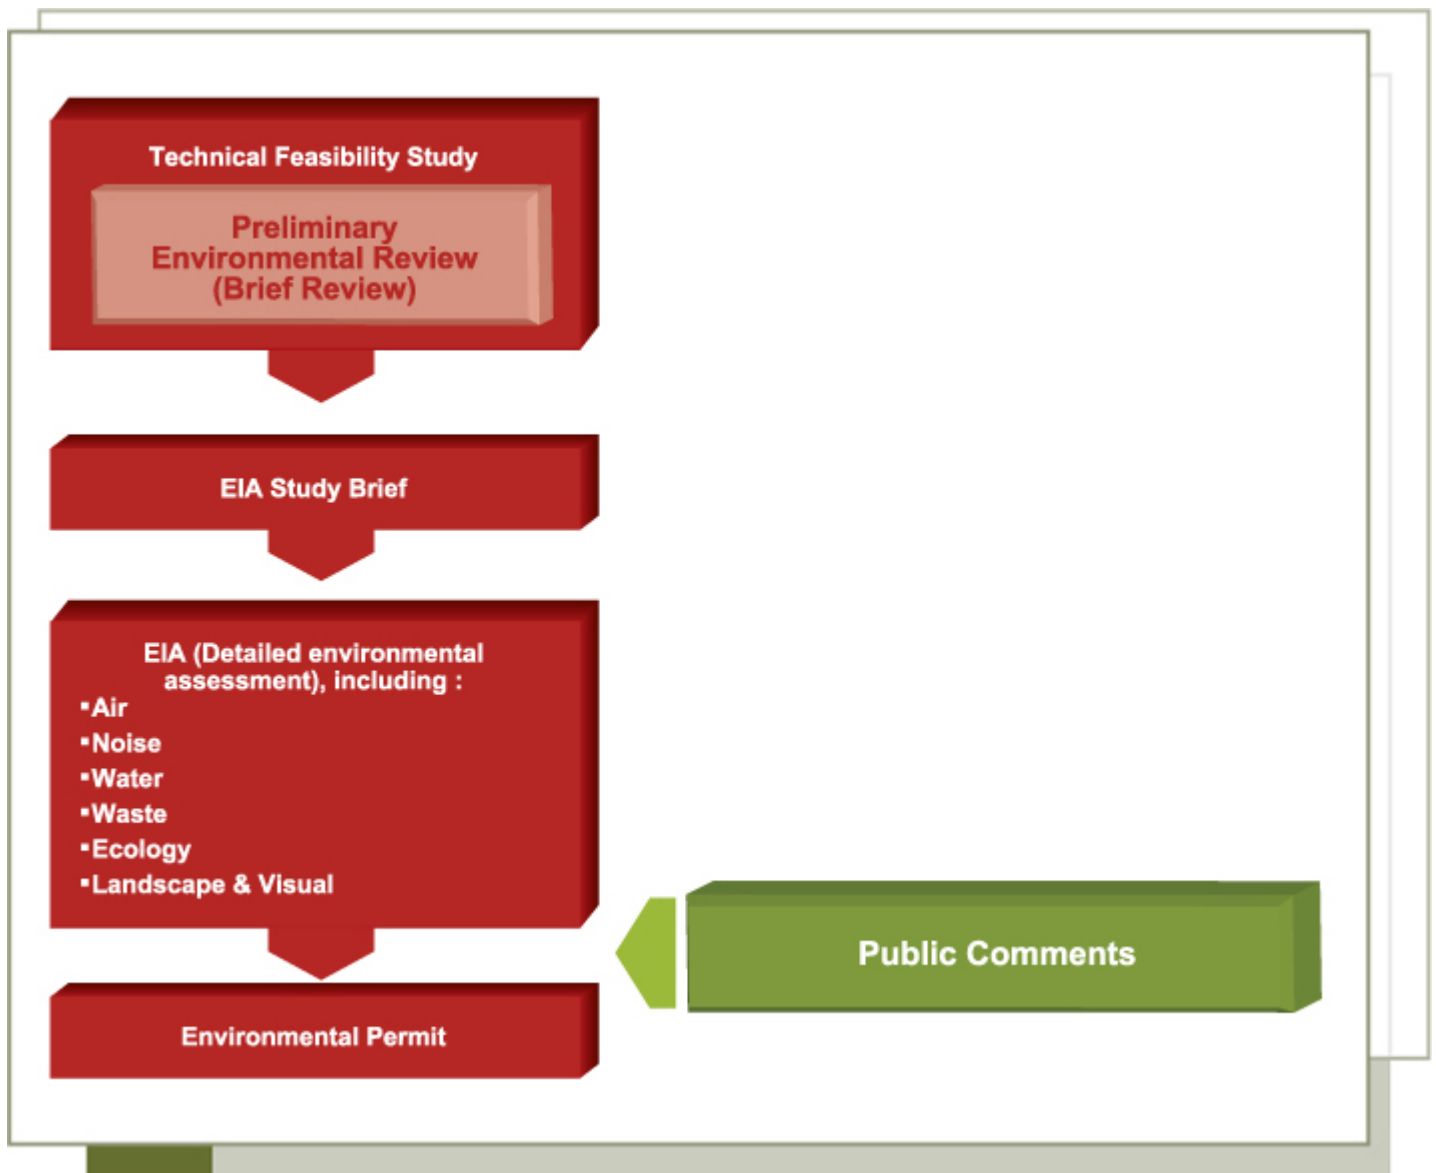 Technical Feasibility Study
Preliminary
Environmental Review
(Brief Review)
EIA Study Brief
EIA (Detailed environmental
assessment), including :
▪Air
▪Noise
▪Water
▪Waste
▪Ecology
▪Landscape & Visual
Public Comments
Environmental Permit